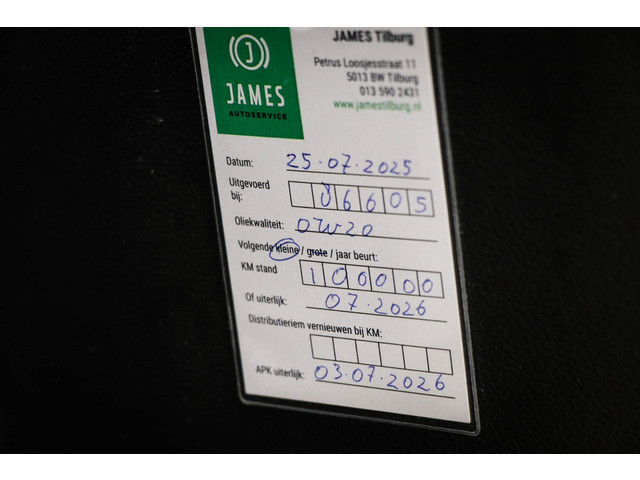 JAMES Tilburg
Petrus Loosjesstraat 11
5013 BW Tilburg
013 590 2431
www.jamestilburg.nl
J
JAMES
AUTOSERVICE
Datum: 25-07-2025
Uitgevoerd bij: 86605
Oliekwaliteit: 0W20
Volgende kleine / grote / jaar beurt:
KM stand 100000
Of uiterlijk: 07-2026
Distributieriem vernieuwen bij KM:
APK uiterlijk: 03-07-2026